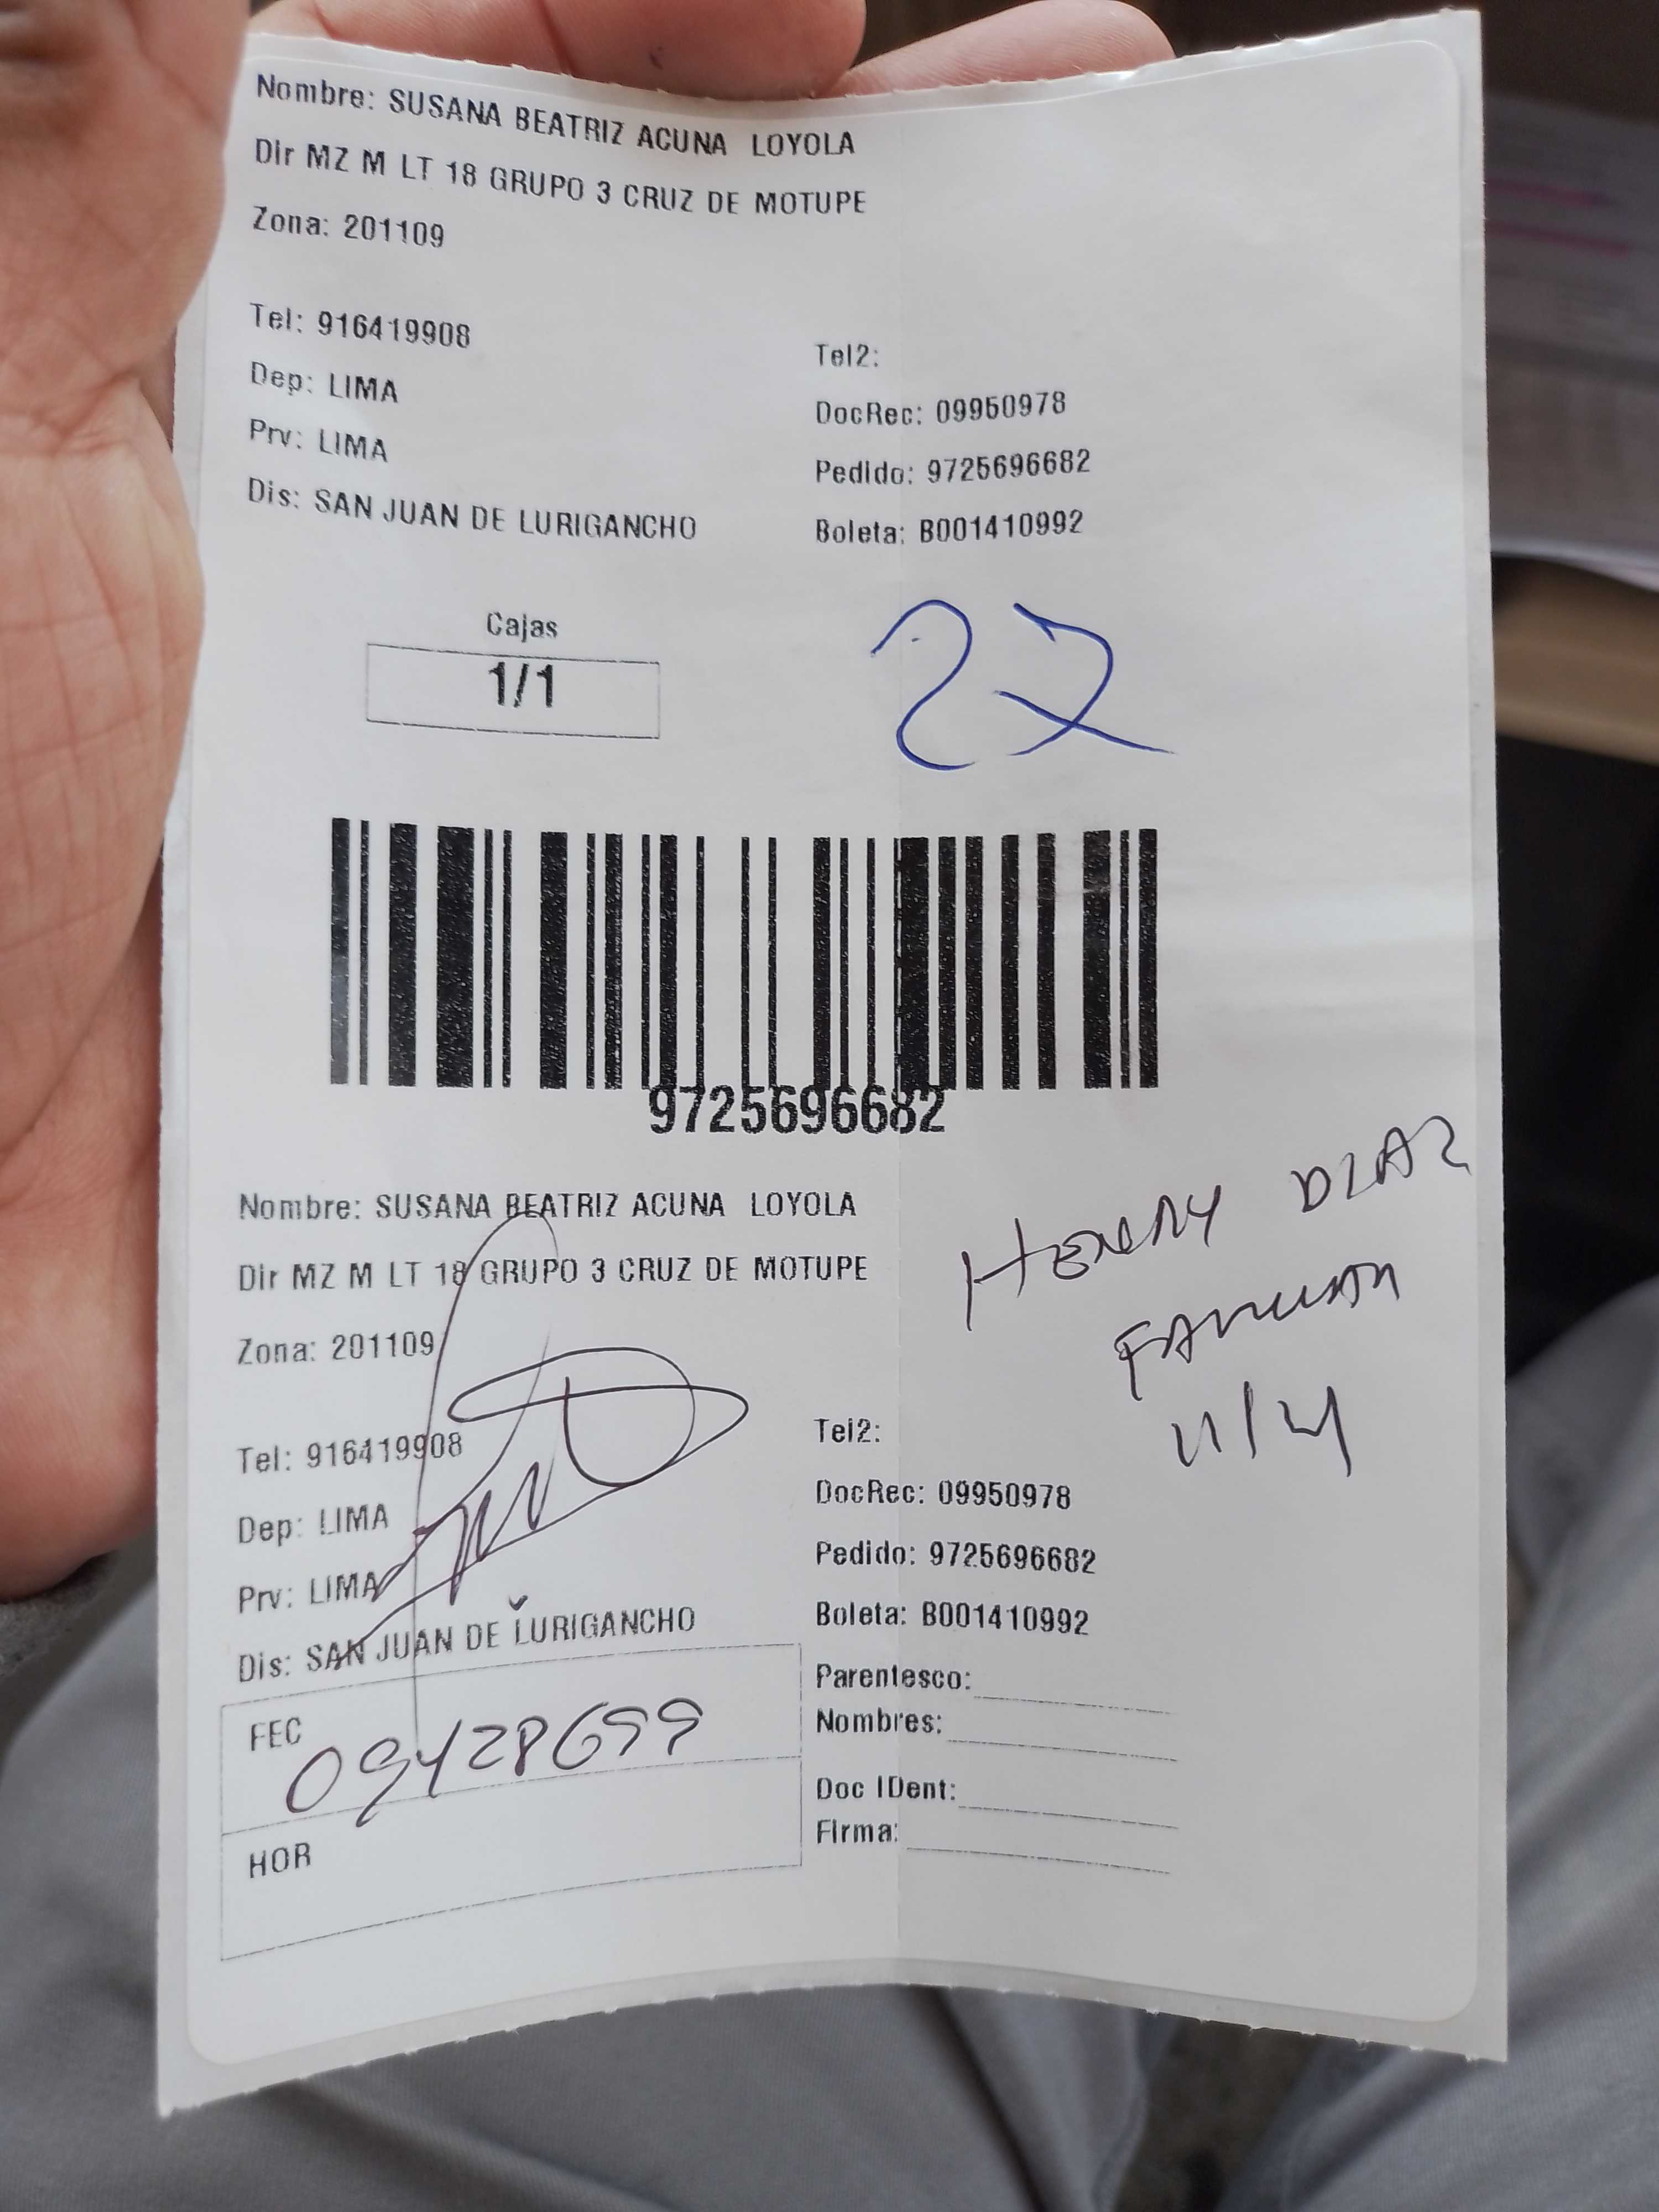 Nombre: SUSANA BEATRIZ ACUNA LOYOLA
Dir MZ M LT 18 GRUPO 3 CRUZ DE MOTUPE
Zona: 201109
Tel: 916419908
Tel2:
Dep: LIMA
DocRec: 09950978
Prv: LIMA
Pedido: 9725696682
Dis: SAN JUAN DE LURIGANCHO
Boleta: B001410992
Cajas
1/1
22
9725696682
HENRY DIAZ
Nombre: SUSANA BEATRIZ ACUNA LOYOLA
Dir MZ M LT 18 GRUPO 3 CRUZ DE MOTUPE
Zona: 201109
Tel: 916419908
Tel2:
Dep: LIMA
DocRec: 09950978
Prv: LIMA
Pedido: 9725696682
Dis: SAN JUAN DE LURIGANCHO
Boleta: B001410992
Parentesco:
Nombres:
FEC
09428699
Doc IDent:
Firma:
HOR